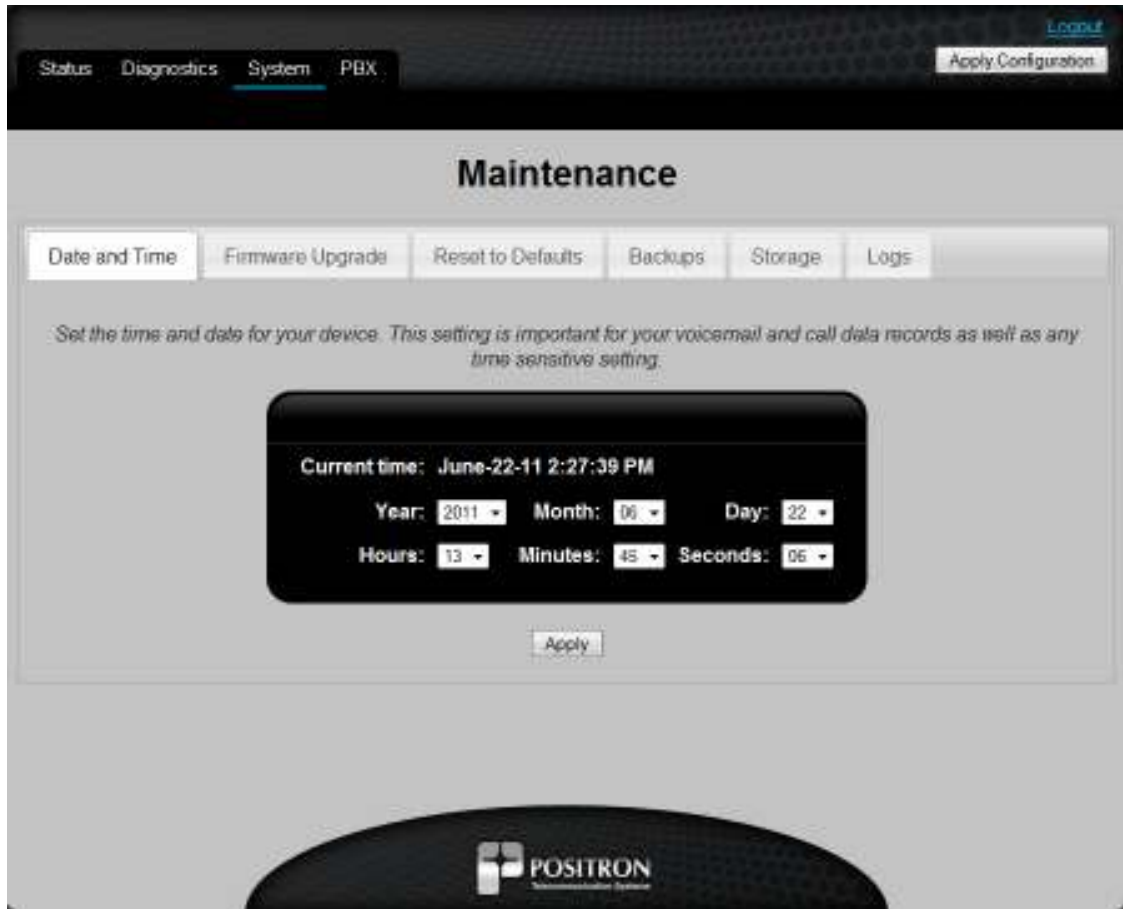 Logout
Status Diagnostics System PBX Apply Configuration
Maintenance
Date and Time Firmware Upgrade Reset to Defaults Backups Storage Logs
Set the time and date for your device. This setting is important for your voicemail and call data records as well as any
time sensitive setting.
Current time: June-22-11 2:27:39 PM
Year: 2011 Month: 06 Day: 22
Hours: 13 Minutes: 45 Seconds: 06
Apply
POSITRON
Telecommunication Systems